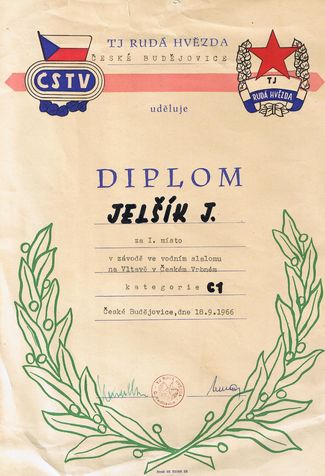 TJ RUDÁ HVĚZDA
ČESKÉ BUDĚJOVICE
ČSTV
TJ
RUDÁ HVĚZDA
uděluje
DIPLOM
JELŠÍK J.
za I. místo
v závodě ve vodním slalomu
na Vltavě v Českém Vrbném
kategorie C1
České Budějovice, dne 18.9.1966